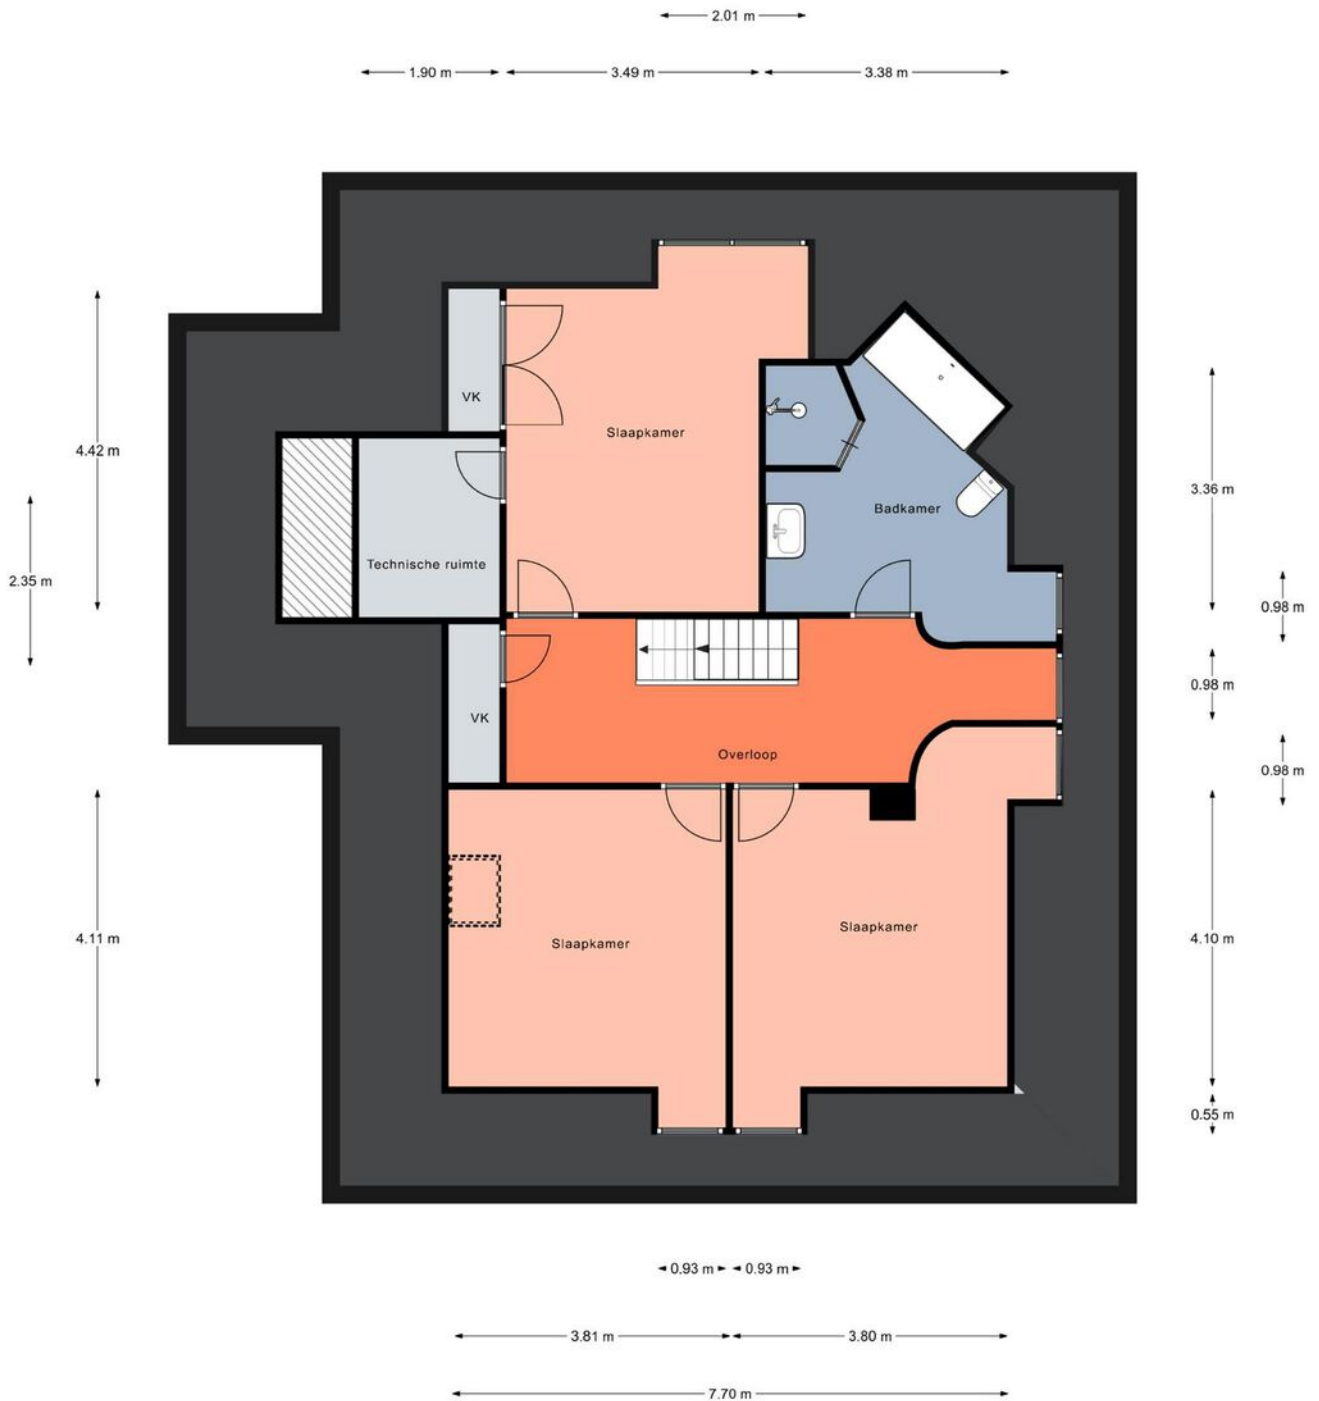 2.01 m
1.90 m
3.49 m
3.38 m
VK
Slaapkamer
4.42 m
3.36 m
Badkamer
Technische ruimte
2.35 m
0.98 m
0.98 m
VK
Overloop
0.98 m
Slaapkamer
Slaapkamer
4.11 m
4.10 m
0.55 m
0.93 m
0.93 m
3.81 m
3.80 m
7.70 m